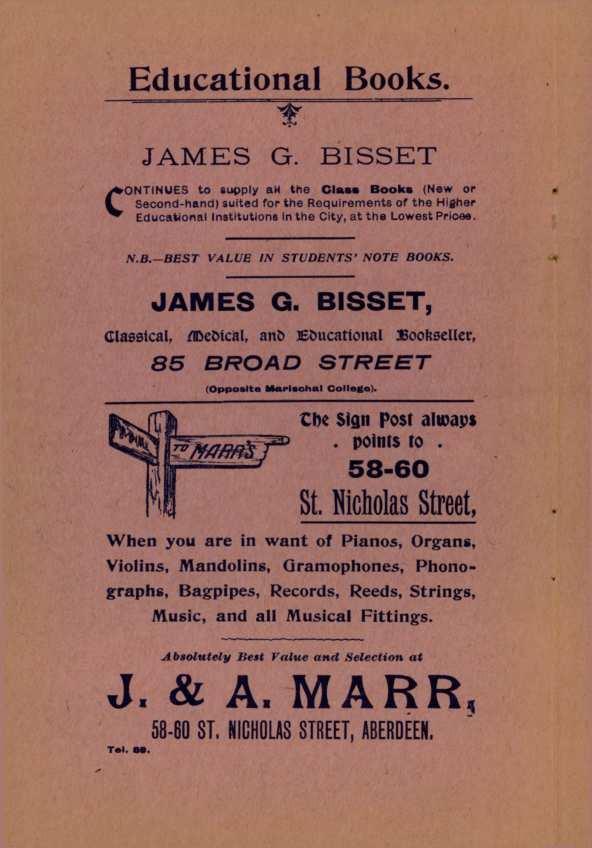 Educational Books.
JAMES G. BISSET
CONTINUES to supply all the Class Books (New or
Second-hand) suited for the Requirements of the Higher
Educational Institutions in the City, at the Lowest Prices.
N.B.—BEST VALUE IN STUDENTS' NOTE BOOKS.
JAMES G. BISSET,
Classical, Medical, and Educational Bookseller,
85 BROAD STREET
(Opposite Marischal College).
TO MARR'S
The Sign Post always
. points to .
58-60
St. Nicholas Street,
When you are in want of Pianos, Organs,
Violins, Mandolins, Gramophones, Phono-
graphs, Bagpipes, Records, Reeds, Strings,
Music, and all Musical Fittings.
Absolutely Best Value and Selection at
J. & A. MARR,
58-60 ST. NICHOLAS STREET, ABERDEEN.